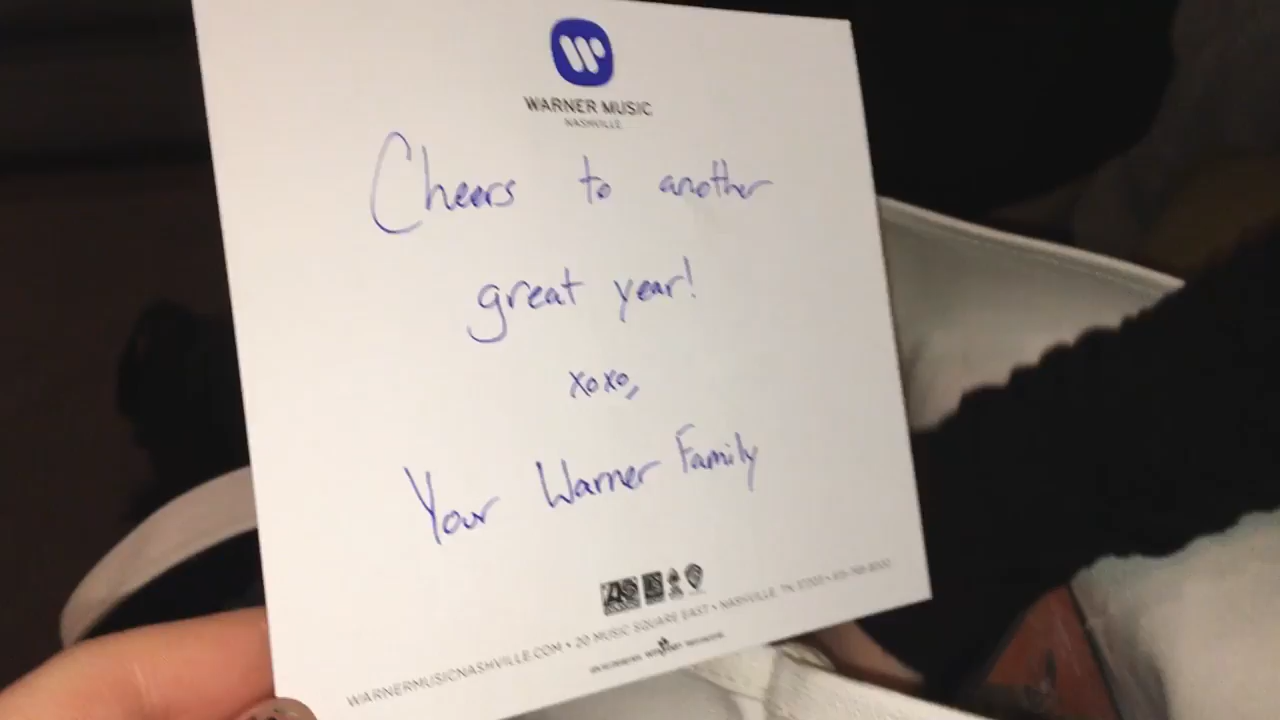 WARNER MUSIC
NASHVILLE
Cheers to another
great year!
xoxo,
Your Warner Family
WARNERMUSICNASHVILLE.COM • 20 MUSIC SQUARE EAST • NASHVILLE, TN